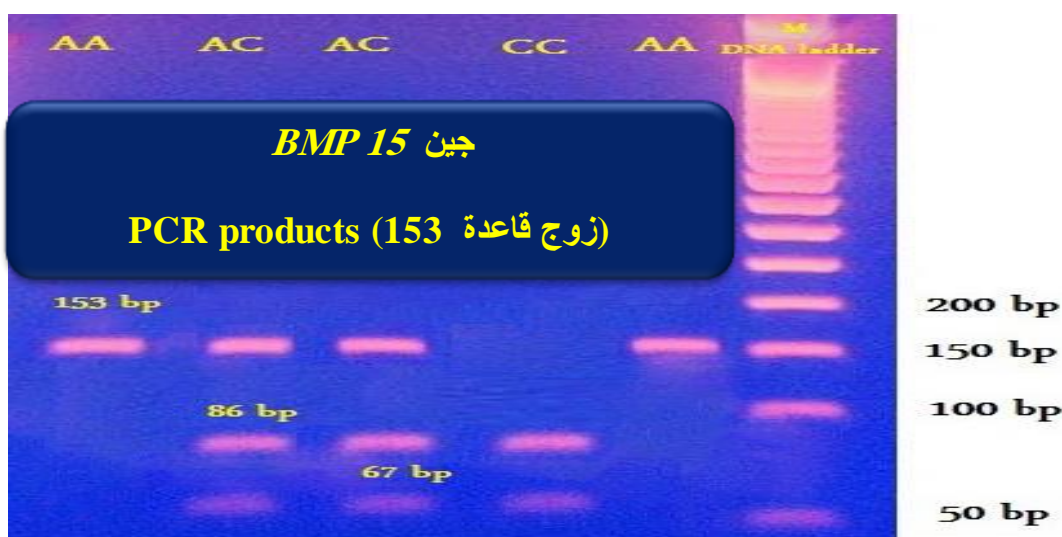 AA AC AC CC AA M
DNA ladder
جين BMP 15
PCR products (153 زوج قاعدة)
153 bp
200 bp
150 bp
86 bp
100 bp
67 bp
50 bp